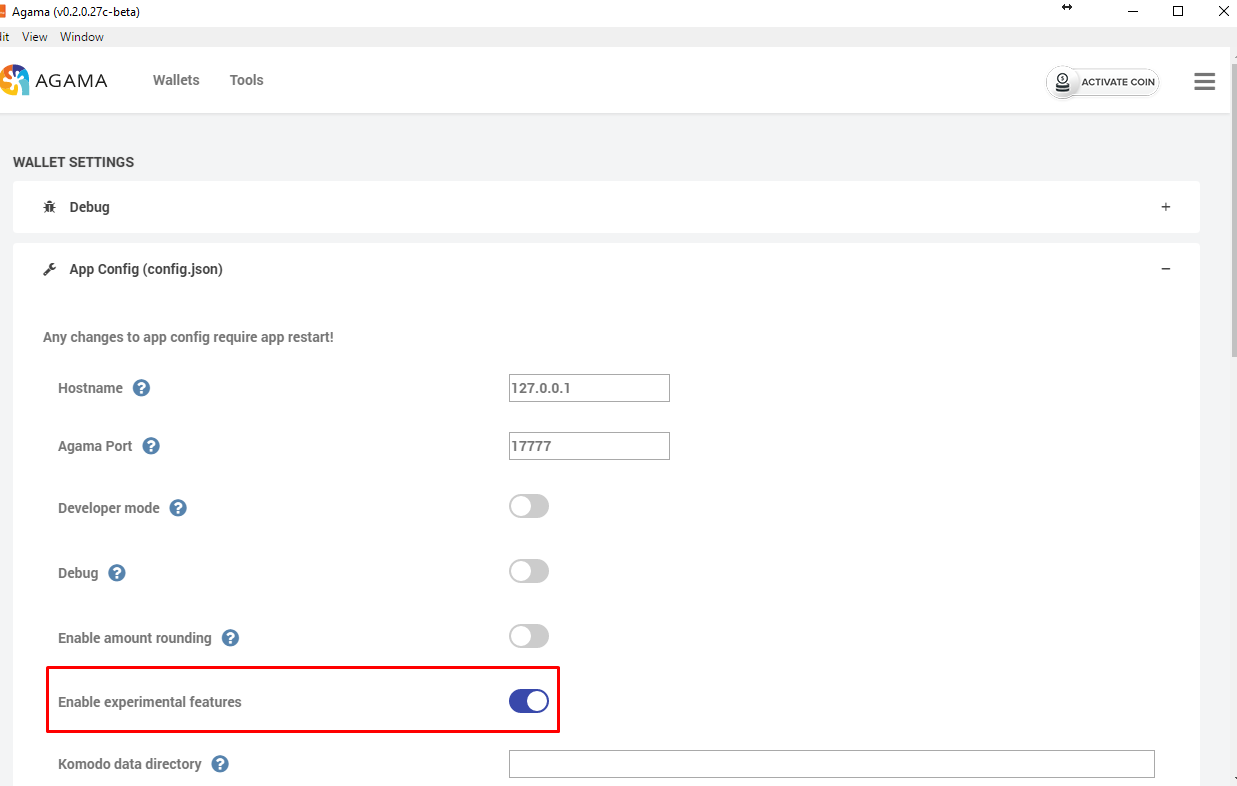 Agama (v0.2.0.27c-beta)
dit View Window
AGAMA Wallets Tools ACTIVATE COIN
WALLET SETTINGS
Debug +
App Config (config.json) −
Any changes to app config require app restart!
Hostname ? 127.0.0.1
Agama Port ? 17777
Developer mode ?
Debug ?
Enable amount rounding ?
Enable experimental features
Komodo data directory ?